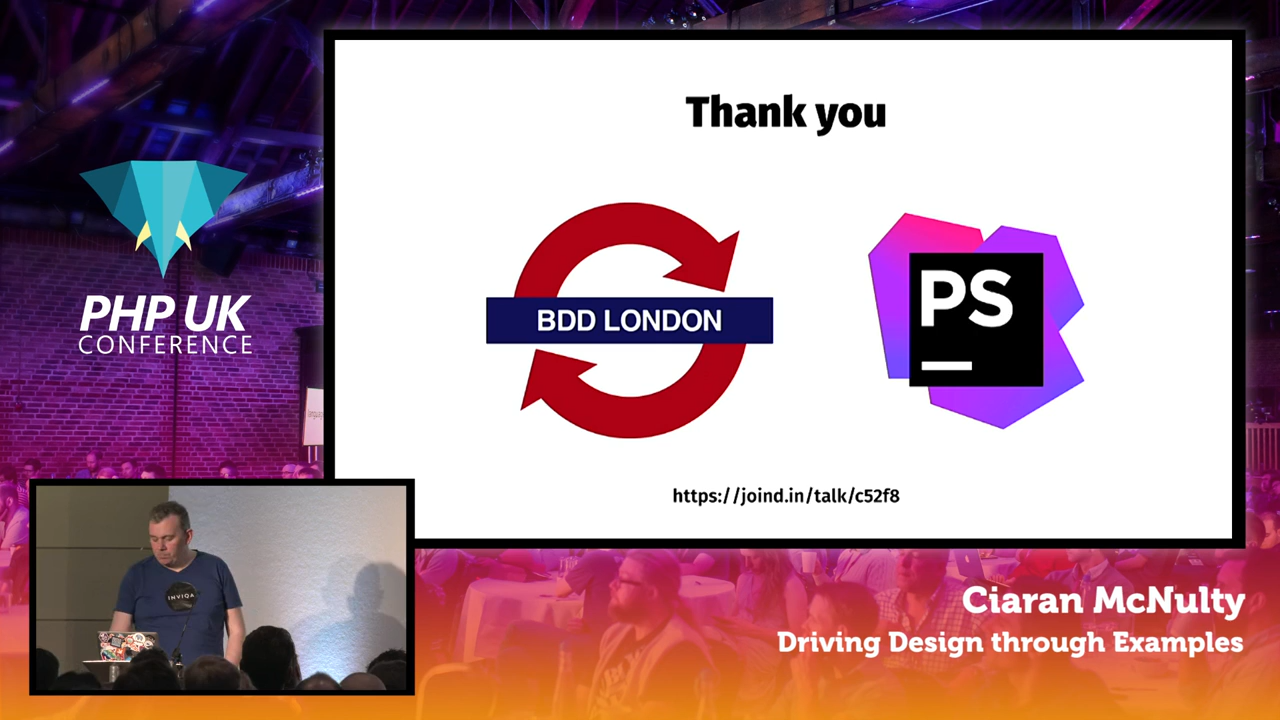 Thank you
BDD LONDON
PS
https://joind.in/talk/c52f8
PHP UK
CONFERENCE
INVIQA
Ciaran McNulty
Driving Design through Examples